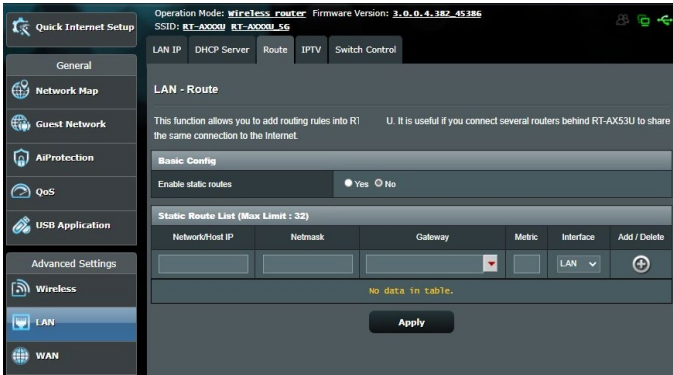 Operation Mode: Wireless router Firmware Version: 3.0.0.4.382_45386
SSID: RT-AXXXU RT-AXXXU_5G
Quick Internet Setup
General
Network Map
Guest Network
AiProtection
QoS
USB Application
Advanced Settings
Wireless
LAN
WAN
LAN IP DHCP Server Route IPTV Switch Control
LAN - Route
This function allows you to add routing rules into RT U. It is useful if you connect several routers behind RT-AX53U to share
the same connection to the Internet.
Basic Config
Enable static routes Yes No
Static Route List (Max Limit : 32)
Network/Host IP Netmask Gateway Metric Interface Add / Delete
LAN
No data in table.
Apply